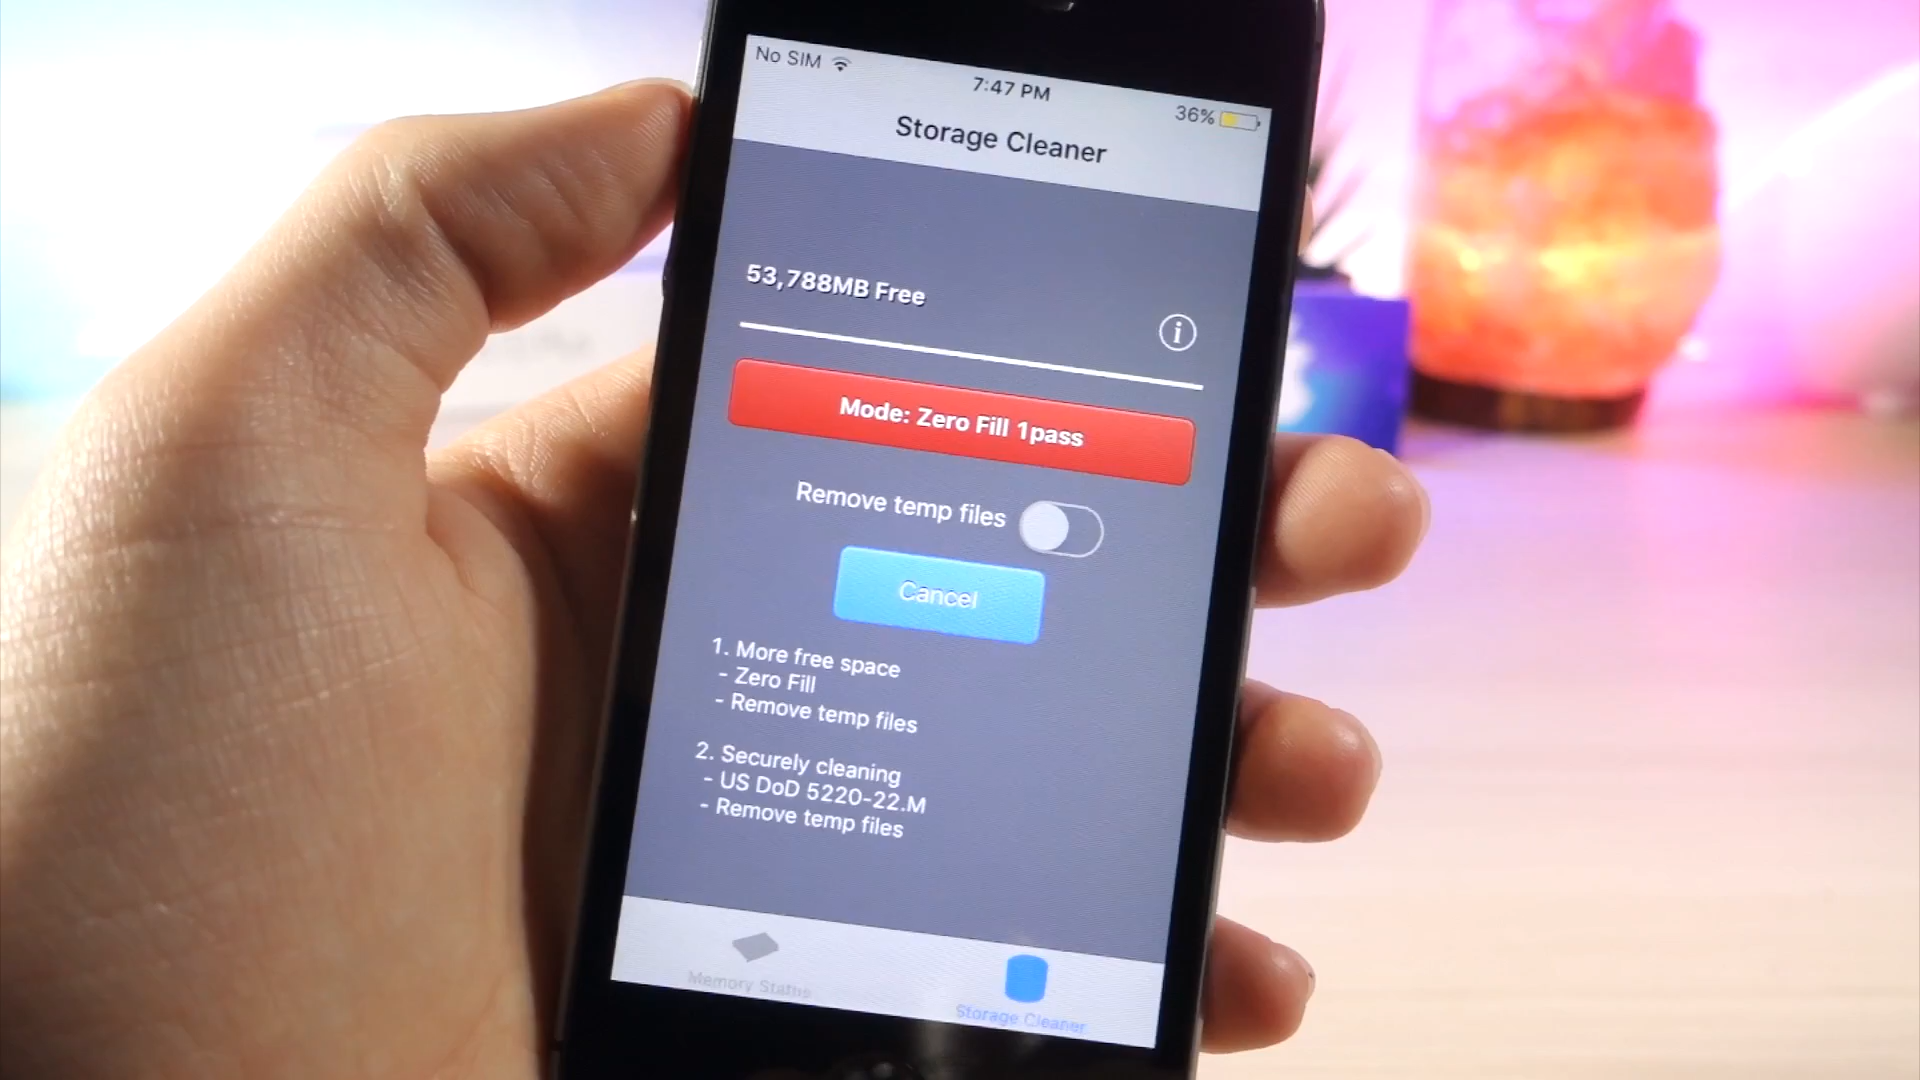 No SIM
7:47 PM
36%
Storage Cleaner
53,788MB Free
i
Mode: Zero Fill 1pass
Remove temp files
Cancel
1. More free space
- Zero Fill
- Remove temp files
2. Securely cleaning
- US DoD 5220-22.M
- Remove temp files
Memory Status
Storage Cleaner